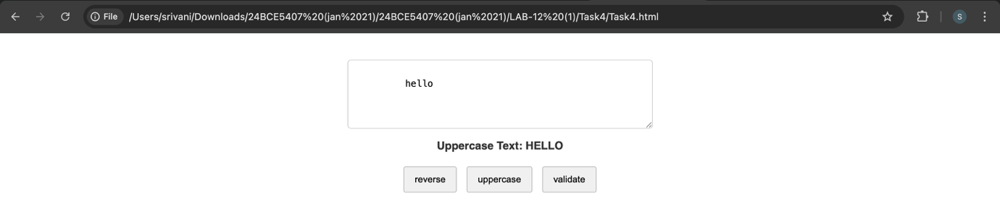 File /Users/srivani/Downloads/24BCE5407%20(jan%2021)/24BCE5407%20(jan%2021)/LAB-12%20(1)/Task4/Task4.html S
hello
Uppercase Text: HELLO
reverse uppercase validate